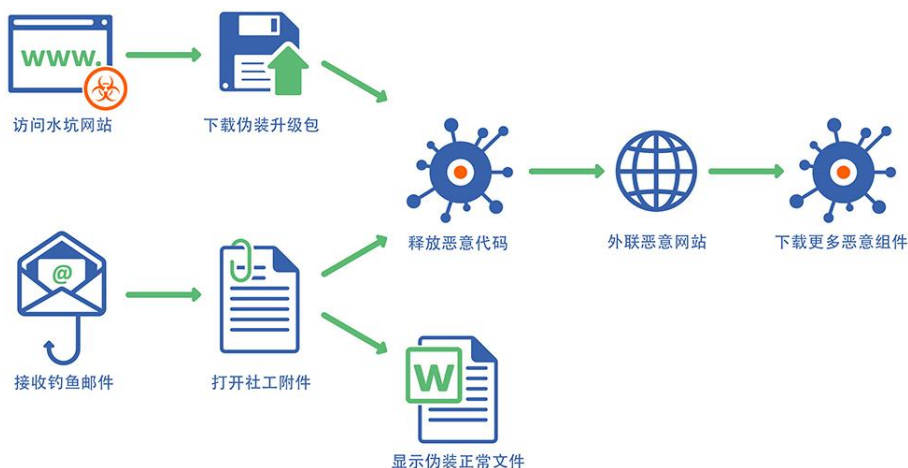 www.
访问水坑网站
下载伪装升级包
释放恶意代码
外联恶意网站
下载更多恶意组件
@
接收钓鱼邮件
打开社工附件
W
显示伪装正常文件